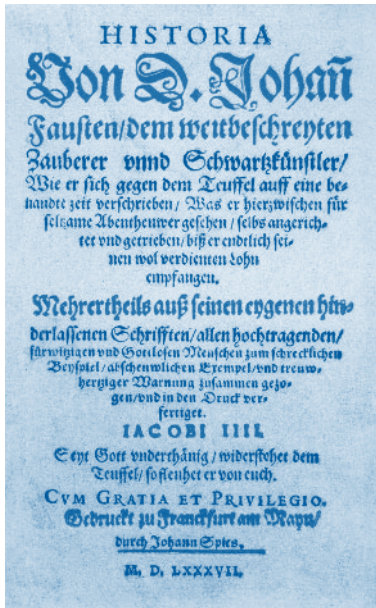 HISTORIA
Von D. Johañ
Fausten/dem weitbeschreyten
Zauberer vnnd Schwartzkünstler/
Wie er sich gegen dem Teuffel auff eine be-
nandte zeit verschrieben/ Was er hierzwischen für
seltzame Abenthewer gesehen/ selbs angerich-
tet vnd getrieben/ biß er endtlich sei-
nen wol verdienten Lohn
empfangen.
Mehrertheils auß seinen eygenen hin-
derlassenen Schrifften/ allen hochtragenden/
fürwitzigen vnd Gottlosen Menschen zum schrecklichen
Beyspiel/ abscheuwlichen Exempel/ vnd treuw-
hertziger Warnung zusammen gezo-
gen/ vnd in den Druck ver-
fertiget.
IACOBI IIII.
Seyt Gott vnderthänig/ widerstehet dem
Teuffel/ so fleuhet er von euch.
CVM GRATIA ET PRIVILEGIO.
Gedruckt zu Franckfurt am Mayn/
durch Johann Spies.
M. D. LXXXVII.